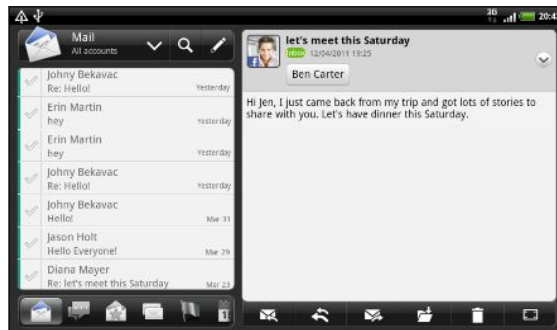 3G
20:4
Mail
All accounts
Johny Bekavac
Re: Hello!
Yesterday
Erin Martin
hey
Yesterday
Erin Martin
hey
Yesterday
Johny Bekavac
Re: Hello!
Yesterday
Johny Bekavac
Hello!
Mar 31
Jason Holt
Hello Everyone!
Mar 29
Diana Mayer
Re: let's meet this Saturday
Mar 23
1
let's meet this Saturday
Inbox 12/04/2011 19:25
Ben Carter
Hi Jen, I just came back from my trip and got lots of stories to
share with you. Let's have dinner this Saturday.